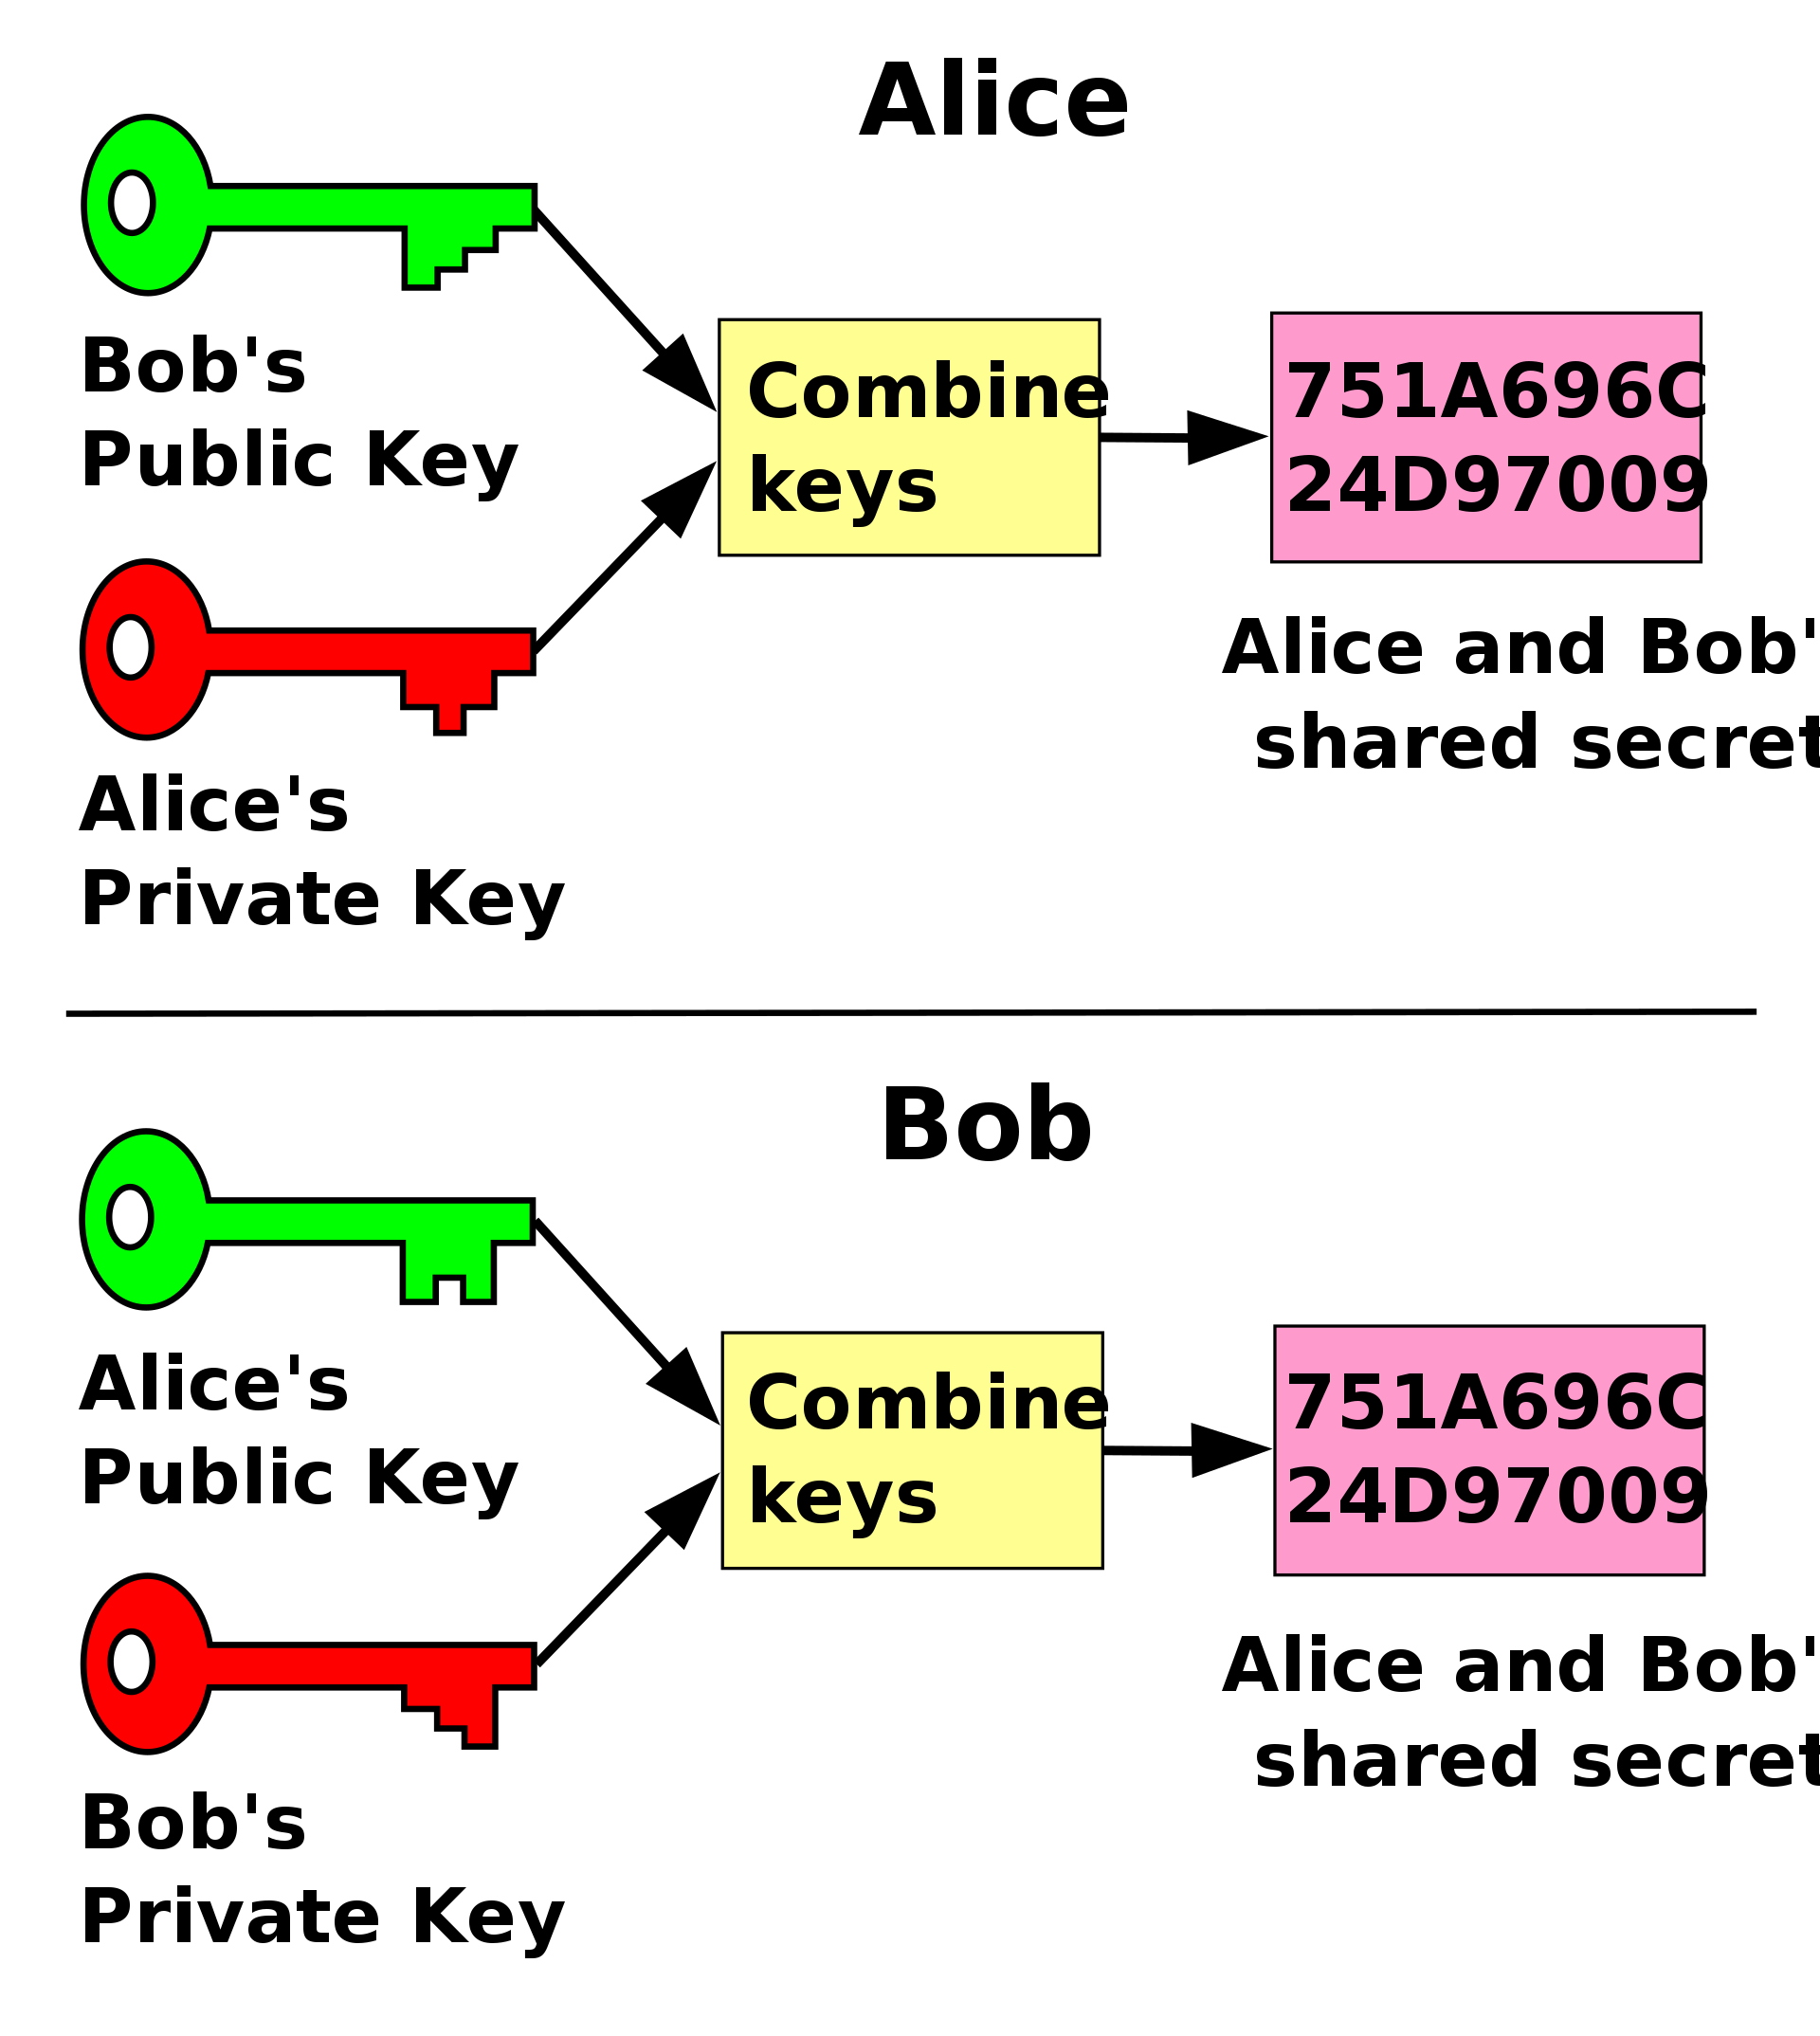 Alice
Bob's
Public Key
Combine
keys
751A696C
24D97009
Alice and Bob'
shared secret
Alice's
Private Key
Bob
Alice's
Public Key
Combine
keys
751A696C
24D97009
Alice and Bob'
shared secret
Bob's
Private Key